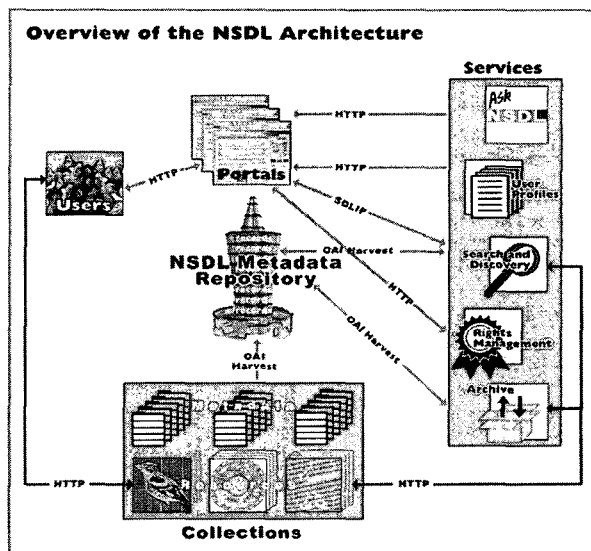 Overview of the NSDL Architecture
Services
Ask
NSDL
HTTP
HTTP
User
Profiles
Portals
HTTP
Users
SDLIP
OAI Harvest
NSDL Metadata
Repository
Search and
Discovery
HTTP
OAI Harvest
Rights
Management
OAI
Harvest
Archive
HTTP
HTTP
Collections